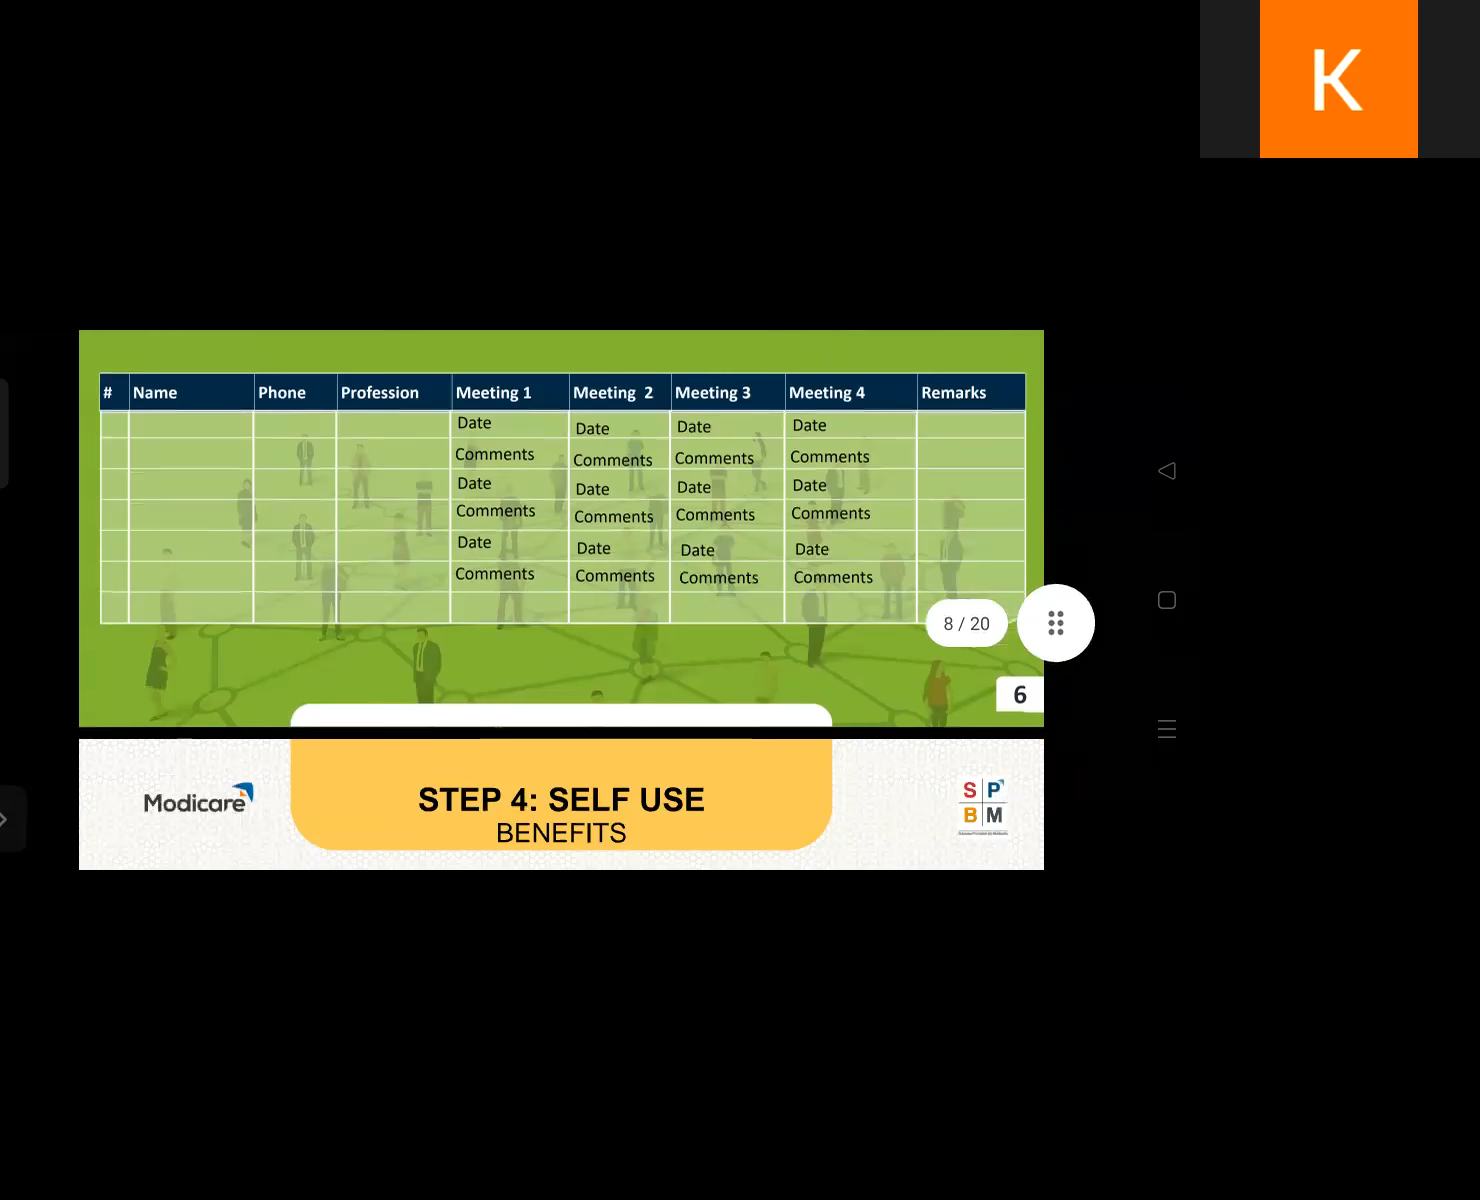 K
# Name Phone Profession Meeting 1 Meeting 2 Meeting 3 Meeting 4 Remarks
Date Date Date Date
Comments Comments Comments Comments
Date Date Date Date
Comments Comments Comments Comments
Date Date Date Date
Comments Comments Comments Comments
8 / 20
6
Modicare
STEP 4: SELF USE
BENEFITS
S P
B M